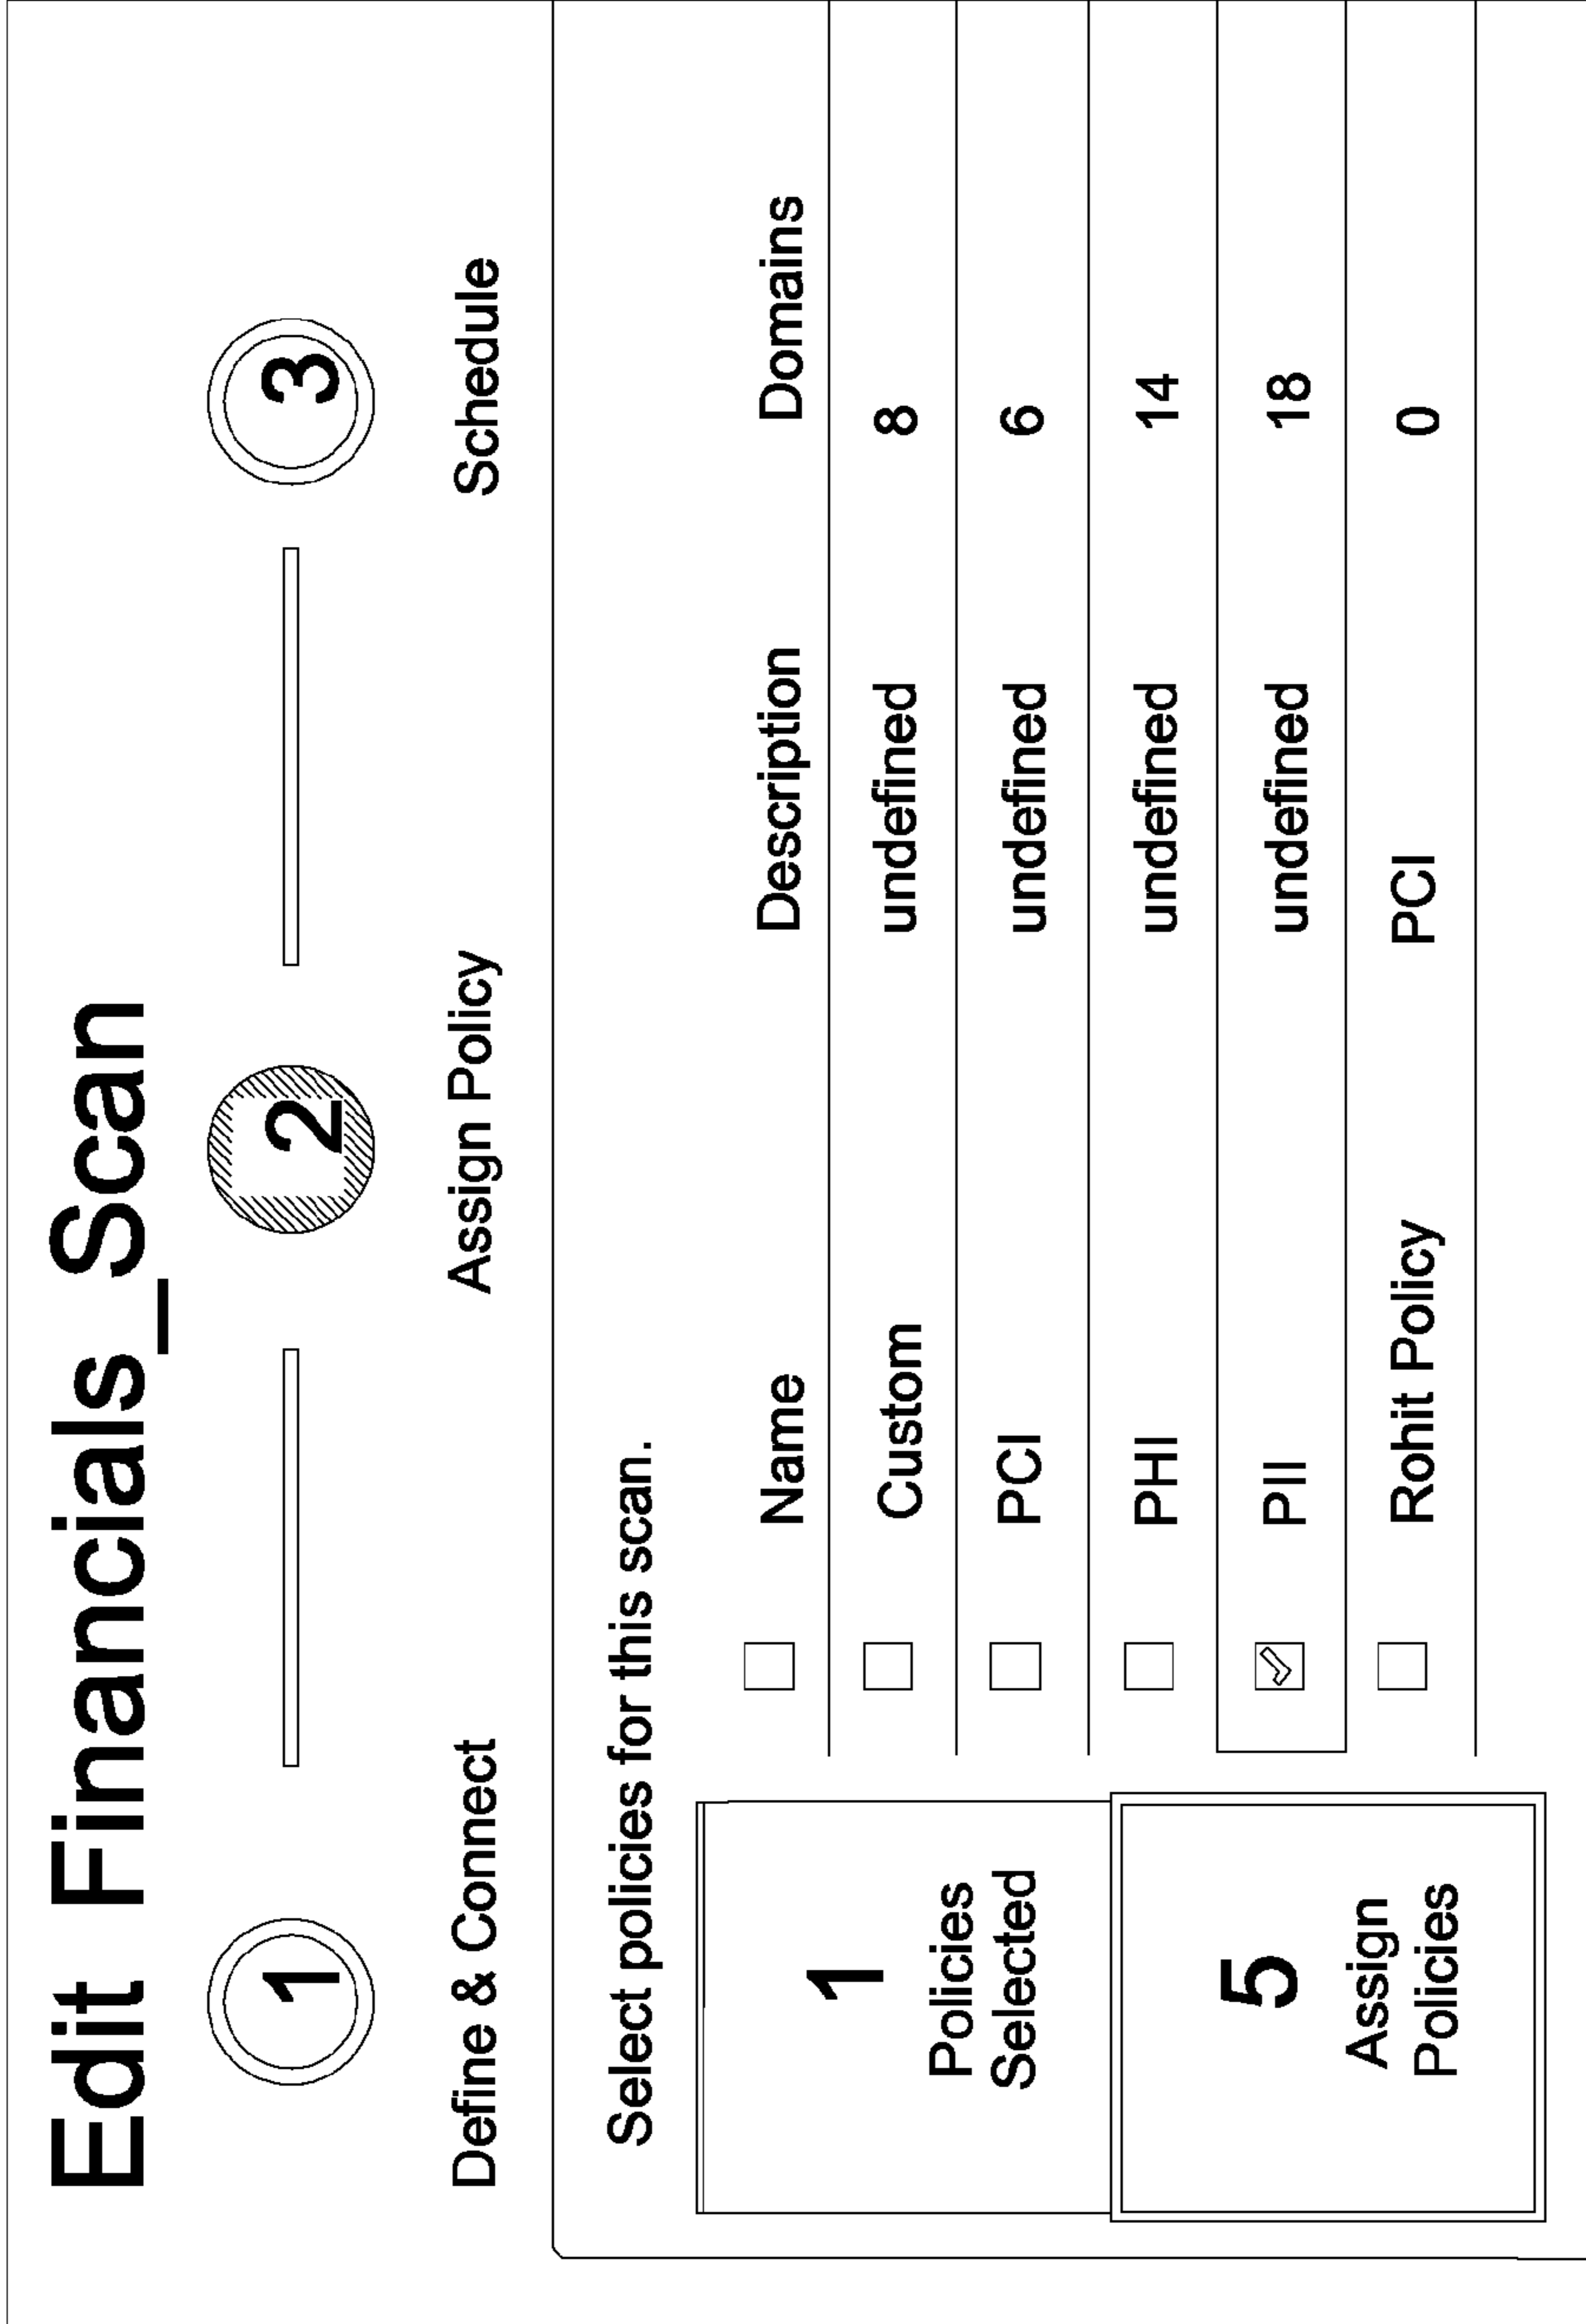 Edit Financials_Scan
1 2 3
Define & Connect Assign Policy Schedule
Select policies for this scan.
1
Policies
Selected
5
Assign
Policies
Name Description Domains
Custom undefined 8
PCI undefined 6
PHI undefined 14
PII undefined 18
Rohit Policy PCI 0